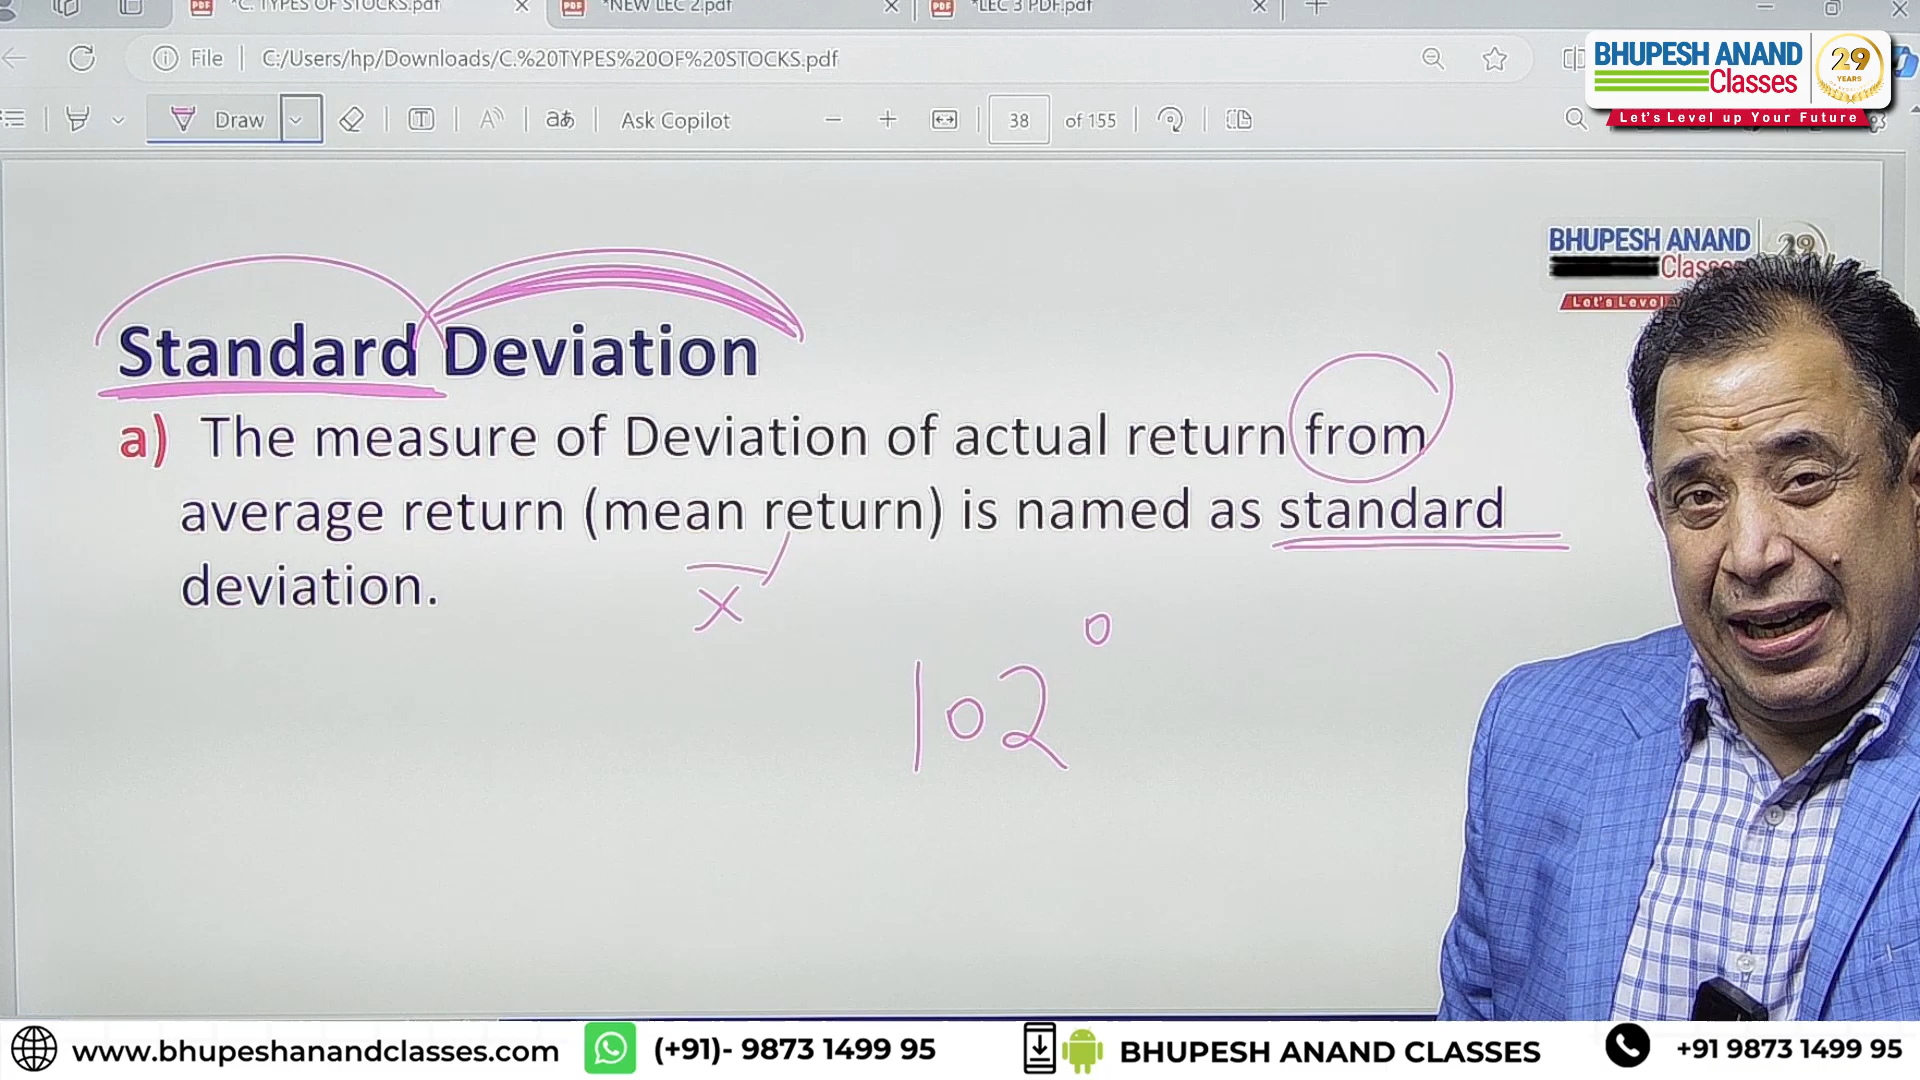 *C. TYPES OF STOCKS.pdf
*NEW LEC 2.pdf
*LEC 3 PDF.pdf
File
C:/Users/hp/Downloads/C.%20TYPES%20OF%20STOCKS.pdf
BHUPESH ANAND
Classes
29
YEARS
Let's Level up Your Future
Draw
Ask Copilot
38
of 155
BHUPESH ANAND
29
Let's Level
Standard Deviation
a) The measure of Deviation of actual return from
average return (mean return) is named as standard
deviation.
x̄
102°
www.bhupeshanandclasses.com
(+91)- 9873 1499 95
BHUPESH ANAND CLASSES
+91 9873 1499 95